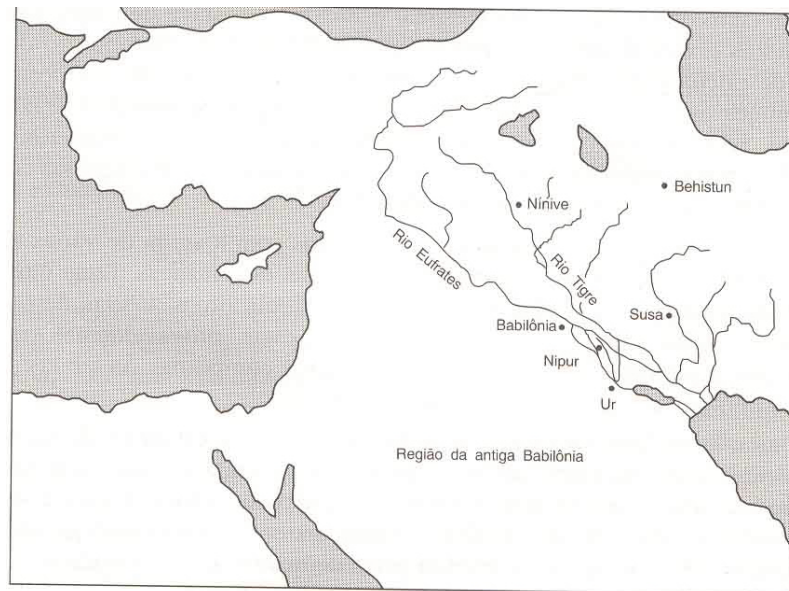 Behistun
Nínive
Rio Eufrates
Rio Tigre
Susa
Babilônia
Nipur
Ur
Região da antiga Babilônia